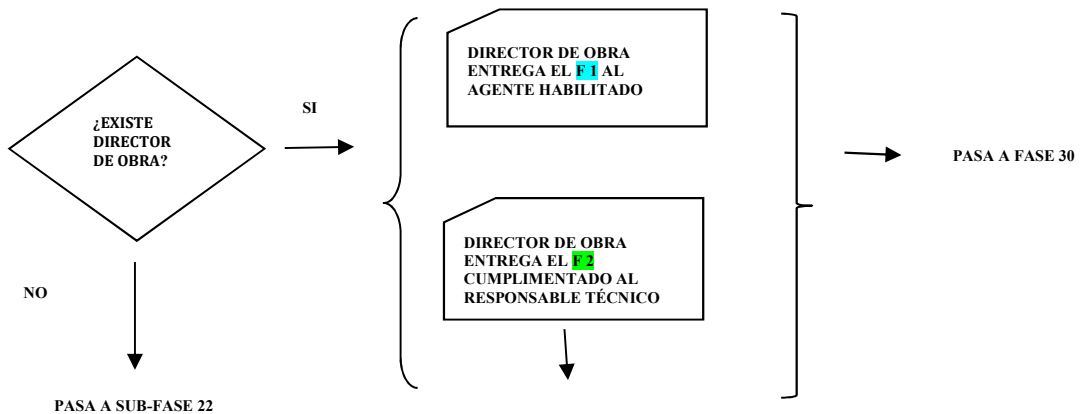 ¿EXISTE
DIRECTOR
DE OBRA?
SI
NO
PASA A SUB-FASE 22
DIRECTOR DE OBRA
ENTREGA EL F 1 AL
AGENTE HABILITADO
DIRECTOR DE OBRA
ENTREGA EL F 2
CUMPLIMENTADO AL
RESPONSABLE TÉCNICO
PASA A FASE 30